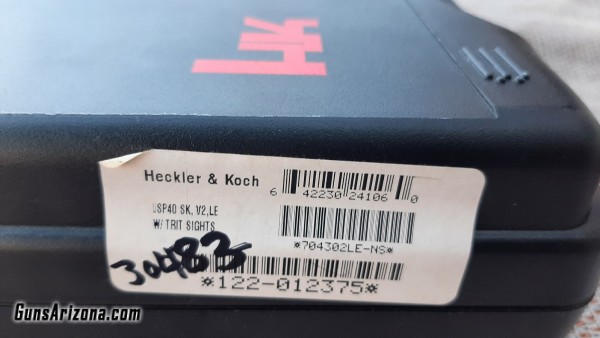 HK
Heckler & Koch
6 42230 24106 0
USP40 SK, V2,LE
W/ TRIT SIGHTS
*704302LE-NS*
30483
*122-012375*
GunsArizona.com